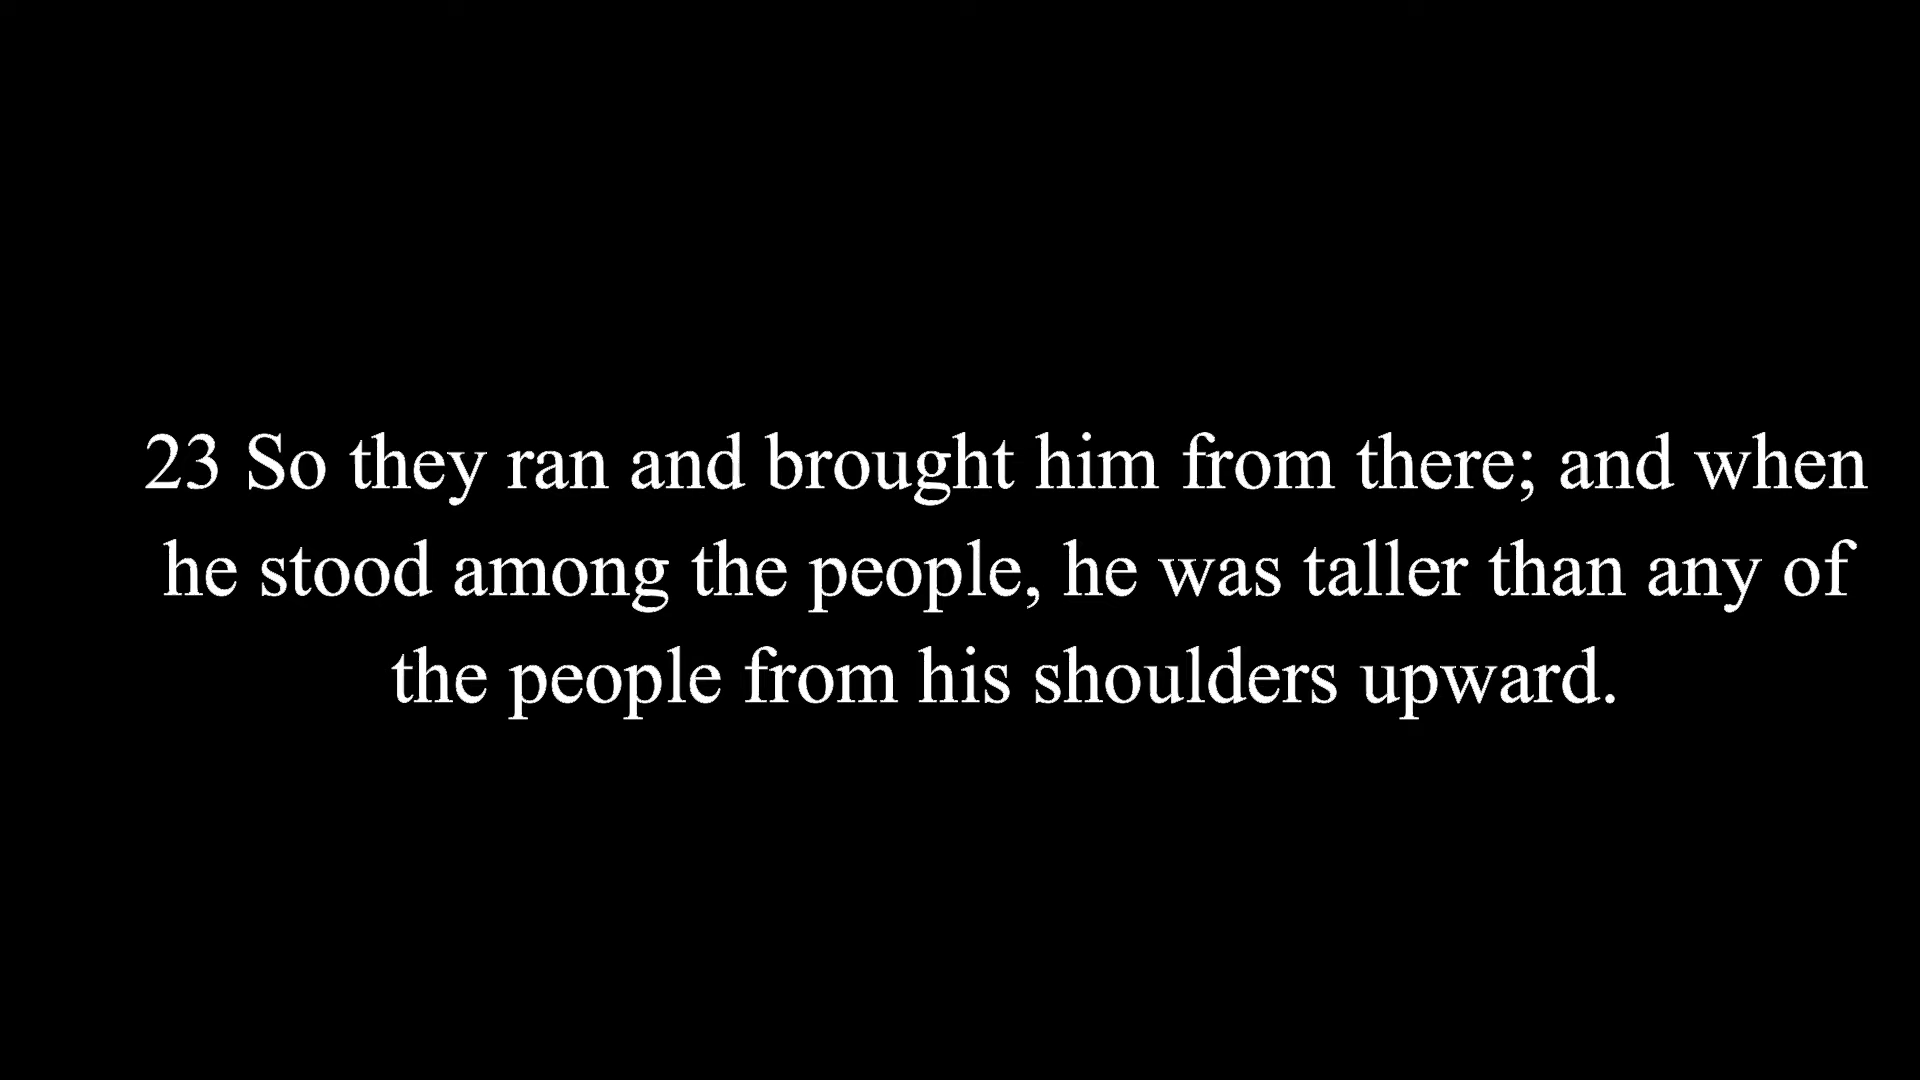 23 So they ran and brought him from there; and when
he stood among the people, he was taller than any of
the people from his shoulders upward.